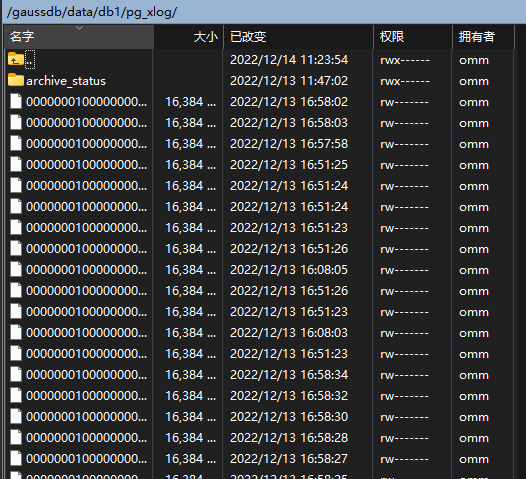 /gaussdb/data/db1/pg_xlog/
名字 大小 已改变 权限 拥有者
.. 2022/12/14 11:23:54 rwx------ omm
archive_status 2022/12/13 11:47:02 rwx------ omm
0000000100000000... 16,384 ... 2022/12/13 16:58:02 rw------- omm
0000000100000000... 16,384 ... 2022/12/13 16:58:03 rw------- omm
0000000100000000... 16,384 ... 2022/12/13 16:57:58 rw------- omm
0000000100000000... 16,384 ... 2022/12/13 16:51:25 rw------- omm
0000000100000000... 16,384 ... 2022/12/13 16:51:24 rw------- omm
0000000100000000... 16,384 ... 2022/12/13 16:51:24 rw------- omm
0000000100000000... 16,384 ... 2022/12/13 16:51:23 rw------- omm
0000000100000000... 16,384 ... 2022/12/13 16:51:26 rw------- omm
0000000100000000... 16,384 ... 2022/12/13 16:08:05 rw------- omm
0000000100000000... 16,384 ... 2022/12/13 16:51:26 rw------- omm
0000000100000000... 16,384 ... 2022/12/13 16:51:23 rw------- omm
0000000100000000... 16,384 ... 2022/12/13 16:08:03 rw------- omm
0000000100000000... 16,384 ... 2022/12/13 16:51:23 rw------- omm
0000000100000000... 16,384 ... 2022/12/13 16:58:34 rw------- omm
0000000100000000... 16,384 ... 2022/12/13 16:58:32 rw------- omm
0000000100000000... 16,384 ... 2022/12/13 16:58:30 rw------- omm
0000000100000000... 16,384 ... 2022/12/13 16:58:28 rw------- omm
0000000100000000... 16,384 ... 2022/12/13 16:58:27 rw------- omm